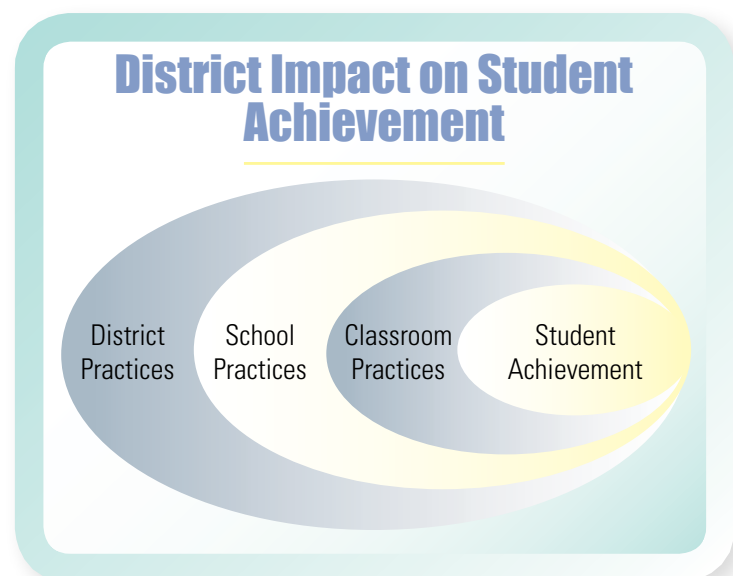 District Impact on Student
Achievement
District
Practices
School
Practices
Classroom
Practices
Student
Achievement